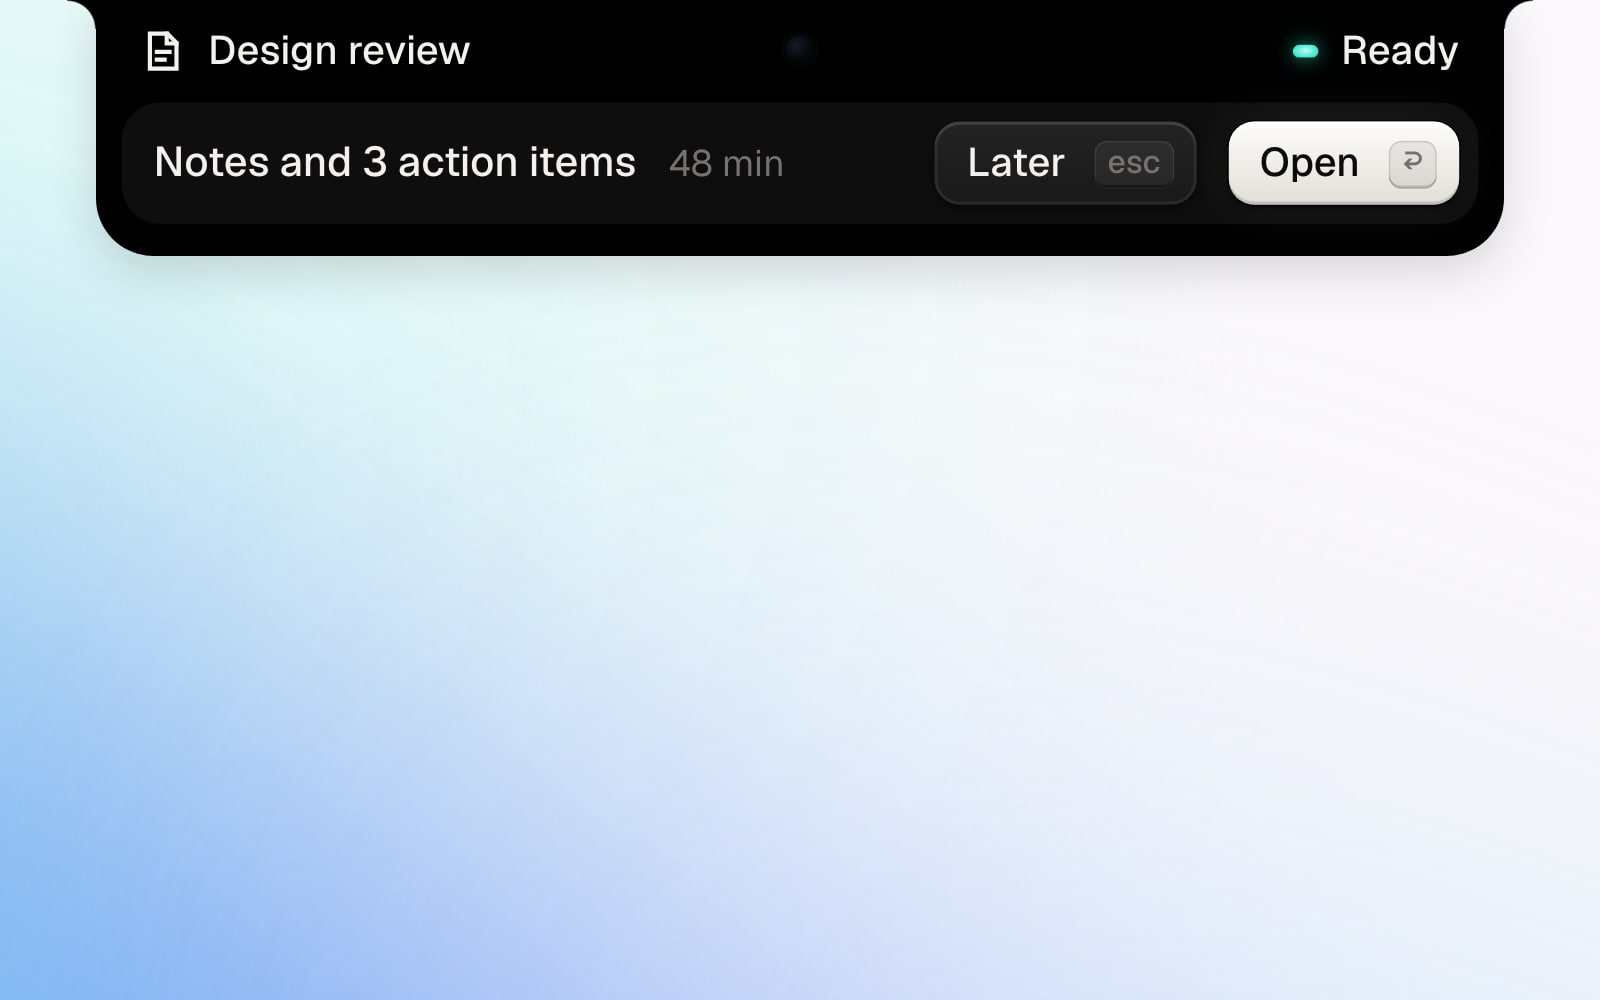 Design review
Ready
Notes and 3 action items 48 min
Later esc
Open